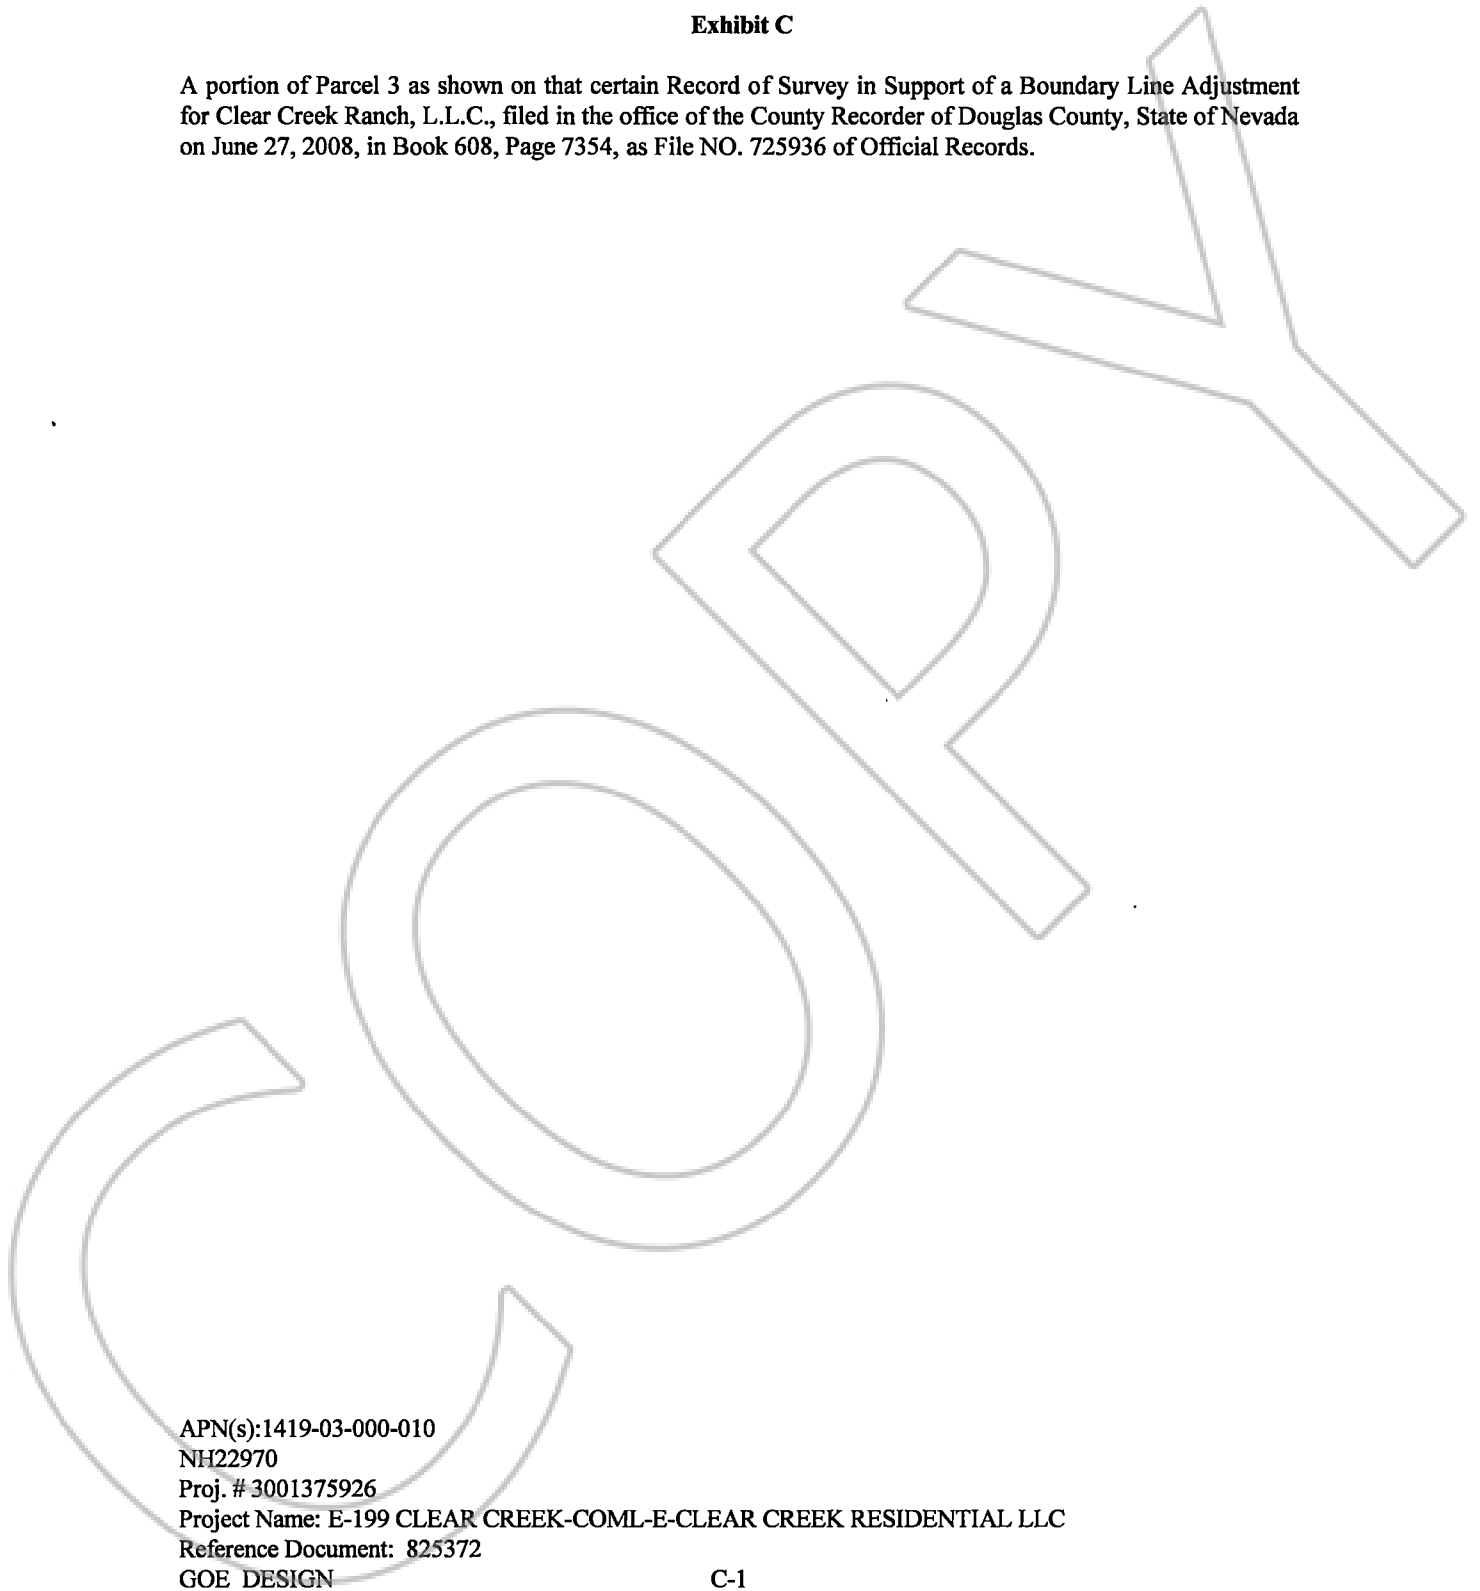 Exhibit C
A portion of Parcel 3 as shown on that certain Record of Survey in Support of a Boundary Line Adjustment
for Clear Creek Ranch, L.L.C., filed in the office of the County Recorder of Douglas County, State of Nevada
on June 27, 2008, in Book 608, Page 7354, as File NO. 725936 of Official Records.
COPY
APN(s):1419-03-000-010
NH22970
Proj. # 3001375926
Project Name: E-199 CLEAR CREEK-COML-E-CLEAR CREEK RESIDENTIAL LLC
Reference Document: 825372
GOE_DESIGN C-1